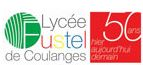 Lycée
Fustel
de Coulanges
50 ans
hier
aujourd'hui
demain